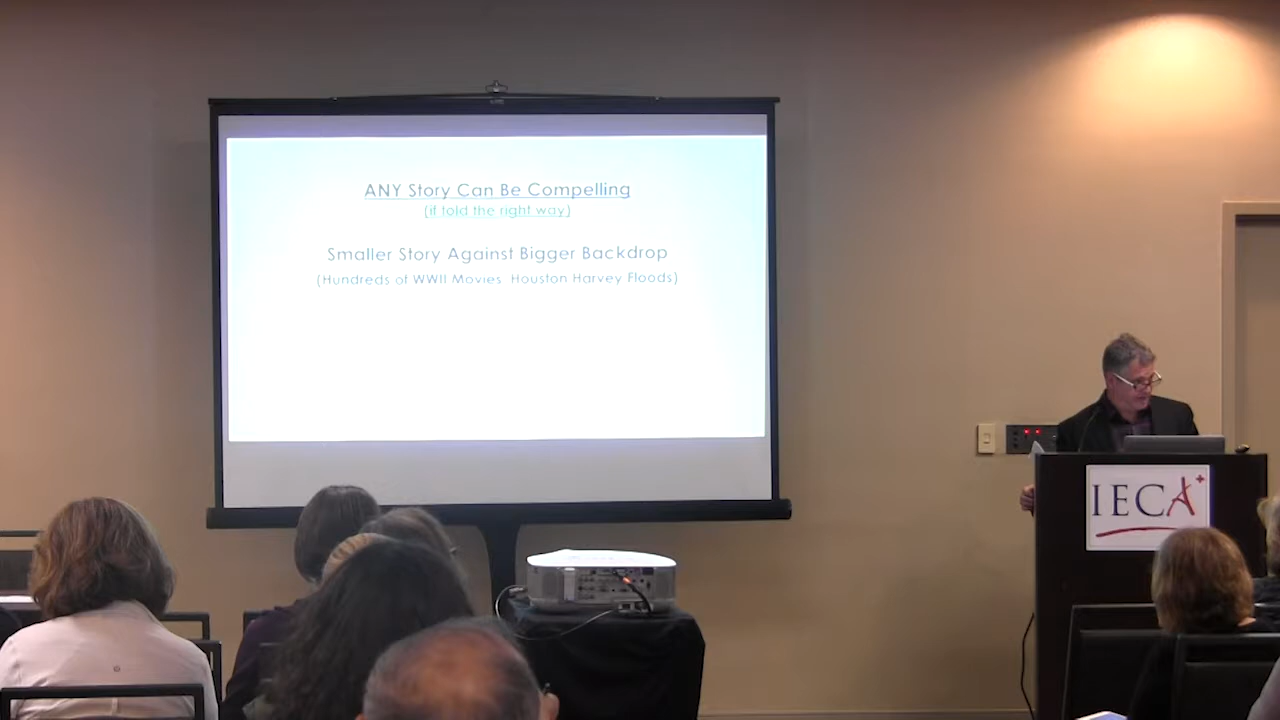 ANY Story Can Be Compelling
(if told the right way)
Smaller Story Against Bigger Backdrop
(Hundreds of WWII Movies Houston Harvey Floods)
IECA+